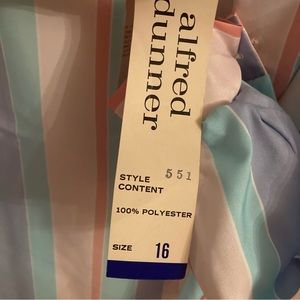 alfred
dunner
STYLE 551
CONTENT
100% POLYESTER
SIZE 16